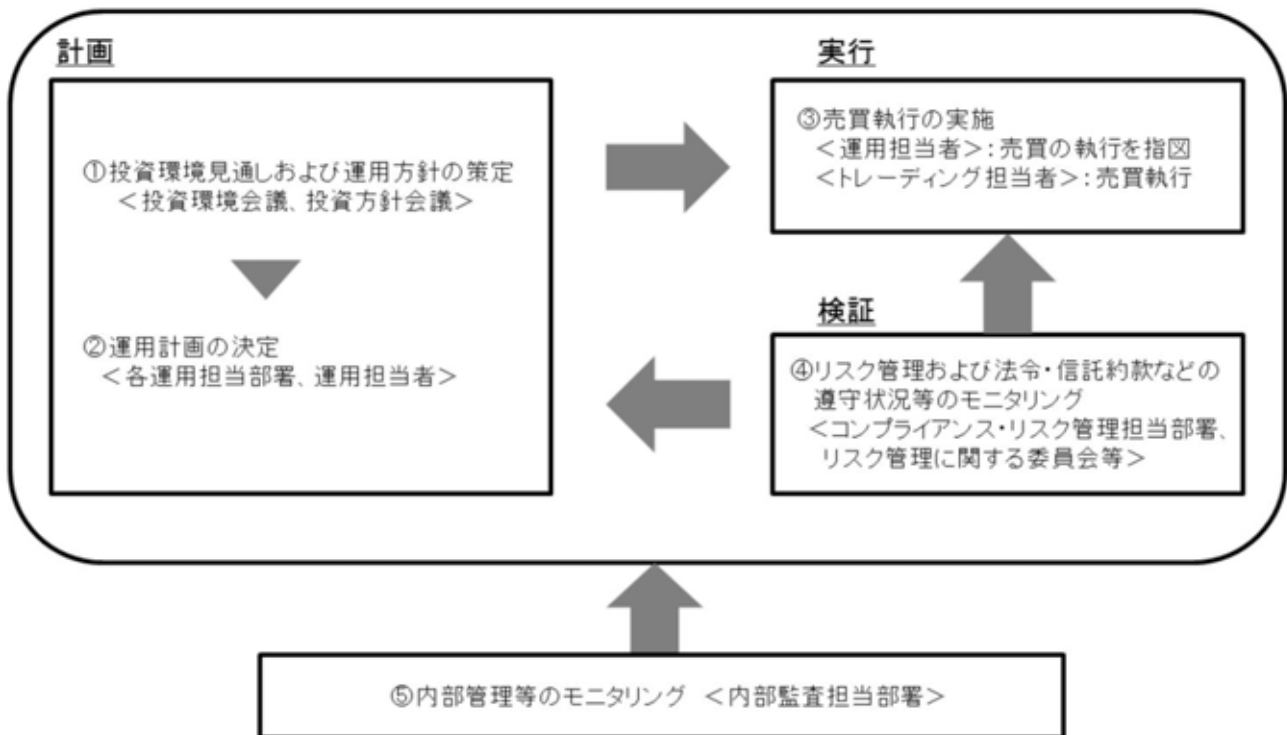 計画
①投資環境見通しおよび運用方針の策定
＜投資環境会議、投資方針会議＞
②運用計画の決定
＜各運用担当部署、運用担当者＞
実行
③売買執行の実施
＜運用担当者＞：売買の執行を指図
＜トレーディング担当者＞：売買執行
検証
④リスク管理および法令・信託約款などの
遵守状況等のモニタリング
＜コンプライアンス・リスク管理担当部署、
リスク管理に関する委員会等＞
⑤内部管理等のモニタリング　＜内部監査担当部署＞